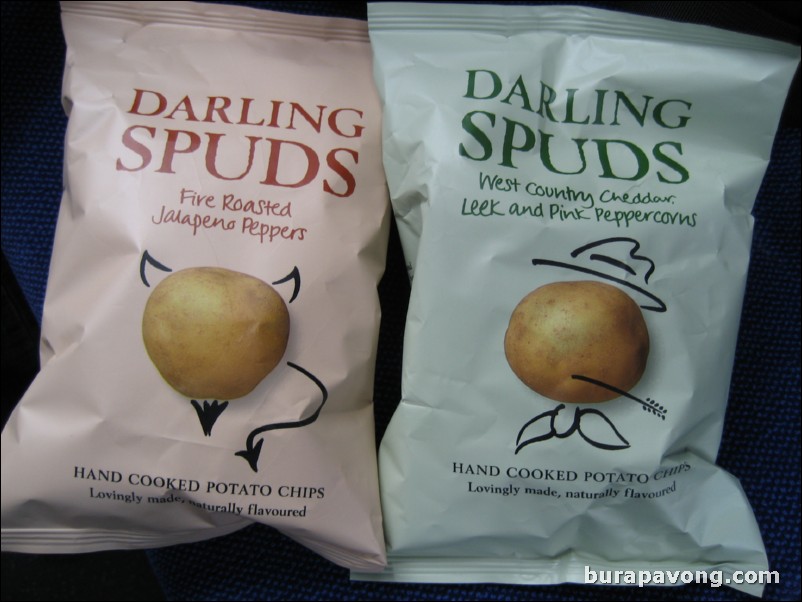 DARLING
SPUDS
Fire Roasted
Jalapeno Peppers
HAND COOKED POTATO CHIPS
Lovingly made, naturally flavoured
DARLING
SPUDS
West Country Cheddar,
Leek and Pink Peppercorns
HAND COOKED POTATO CHIPS
Lovingly made, naturally flavoured
burapavong.com